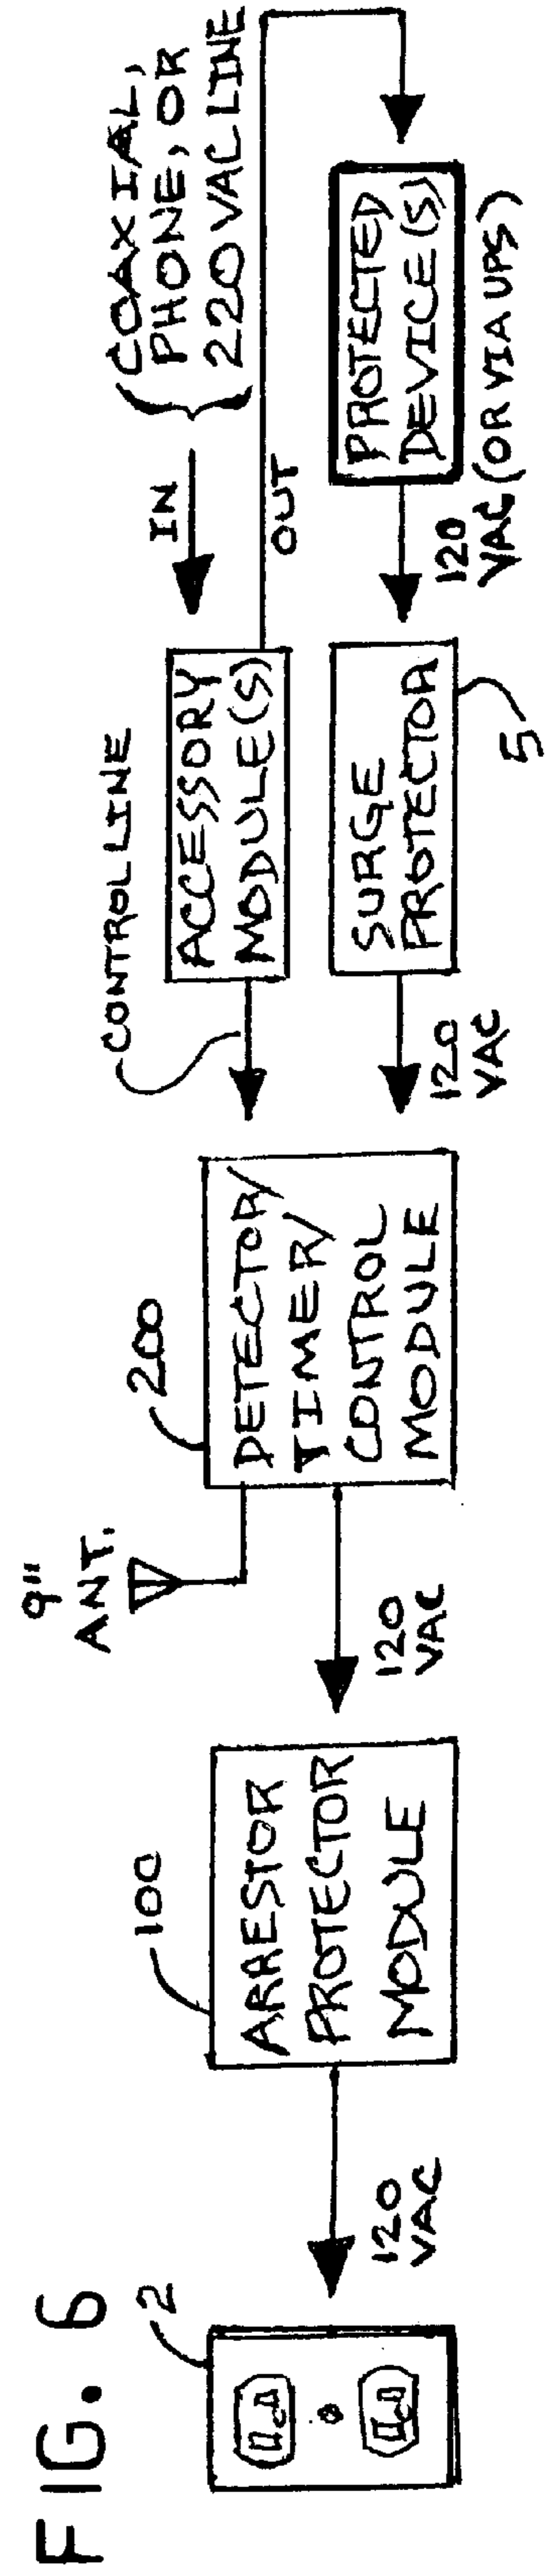 FIG. 6
2
120
VAC
100
ARRESTOR
PROTECTOR
MODULE
120
VAC
9"
ANT.
200
DETECTOR/
TIMER/
CONTROL
MODULE
CONTROL LINE
ACCESSORY
MODULE(S)
IN
OUT
COAXIAL,
PHONE, OR
220 VAC LINE
120
VAC
SURGE
PROTECTOR
5
120
VAC (OR VIA UPS)
PROTECTED
DEVICE(S)